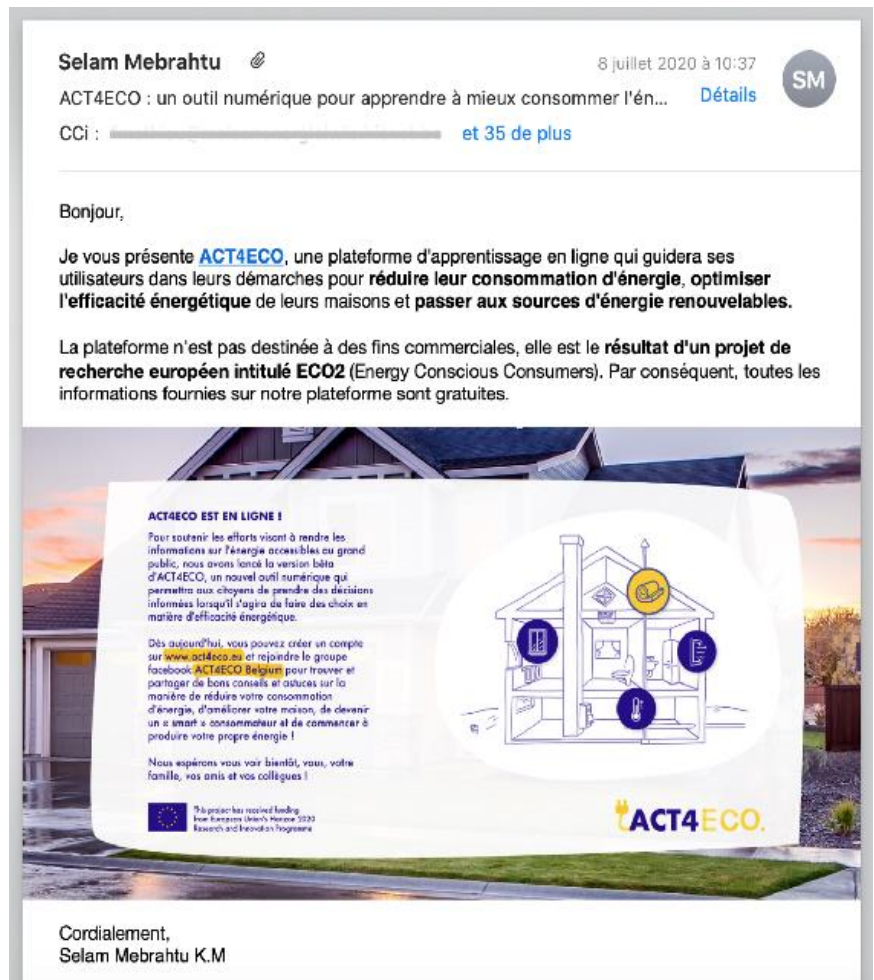 Selam Mebrahtu
8 juillet 2020 à 10:37
SM
ACT4ECO : un outil numérique pour apprendre à mieux consommer l'én...
Détails
CCi :
et 35 de plus
Bonjour,
Je vous présente ACT4ECO, une plateforme d'apprentissage en ligne qui guidera ses
utilisateurs dans leurs démarches pour réduire leur consommation d'énergie, optimiser
l'efficacité énergétique de leurs maisons et passer aux sources d'énergie renouvelables.
La plateforme n'est pas destinée à des fins commerciales, elle est le résultat d'un projet de
recherche européen intitulé ECO2 (Energy Conscious Consumers). Par conséquent, toutes les
informations fournies sur notre plateforme sont gratuites.
ACT4ECO EST EN LIGNE !
Pour soutenir les efforts visant à rendre les
informations sur l'énergie accessibles au grand
public, nous avons lancé la version bêta
d'ACT4ECO, un nouvel outil numérique qui
permettra aux citoyens de prendre des décisions
informées lorsqu'il s'agira de faire des choix en
matière d'efficacité énergétique.
Dès aujourd'hui, vous pouvez créer un compte
sur www.act4eco.eu et rejoindre le groupe
facebook ACT4ECO Belgium pour trouver et
partager de bons conseils et astuces sur la
manière de réduire votre consommation
d'énergie, d'améliorer votre maison, de devenir
un « smart » consommateur et de commencer à
produire votre propre énergie !
Nous espérons vous voir bientôt, vous, votre
famille, vos amis et vos collègues !
This project has received funding
from European Union's Horizon 2020
Research and Innovation Programme
ACT4ECO.
Cordialement,
Selam Mebrahtu K.M